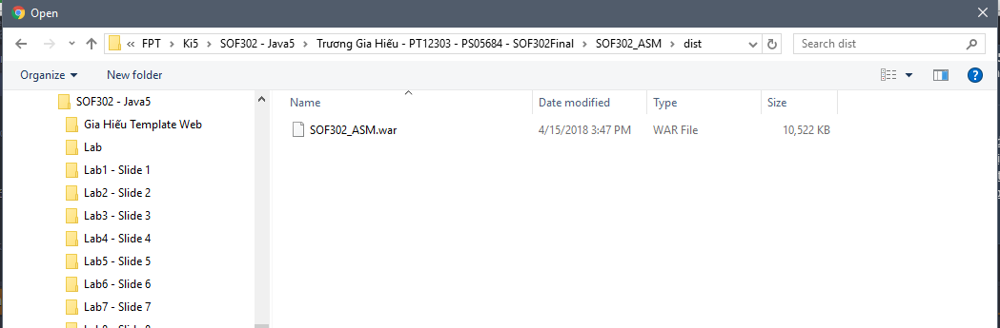 Open
« FPT > Ki5 > SOF302 - Java5 > Trương Gia Hiếu - PT12303 - PS05684 - SOF302Final > SOF302_ASM > dist
Search dist
Organize
New folder
SOF302 - Java5
Gia Hiếu Template Web
Lab
Lab1 - Slide 1
Lab2 - Slide 2
Lab3 - Slide 3
Lab4 - Slide 4
Lab5 - Slide 5
Lab6 - Slide 6
Lab7 - Slide 7
Name Date modified Type Size
SOF302_ASM.war 4/15/2018 3:47 PM WAR File 10,522 KB